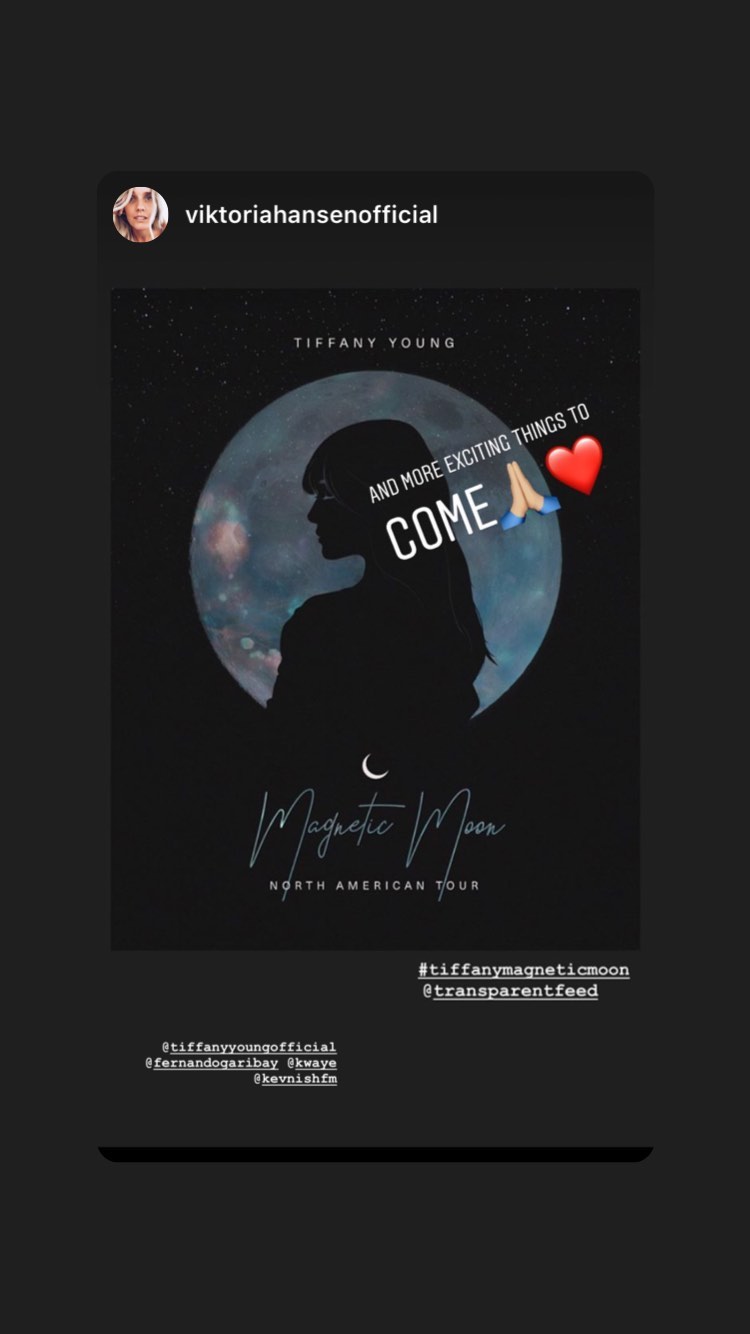 viktoriahansenofficial
TIFFANY YOUNG
AND MORE EXCITING THINGS TO
COME🙏🏼❤️
Magnetic Moon
NORTH AMERICAN TOUR
#tiffanymagneticmoon
@transparentfeed
@tiffanyyoungofficial
@fernandogaribay @kwaye
@kevnishfm